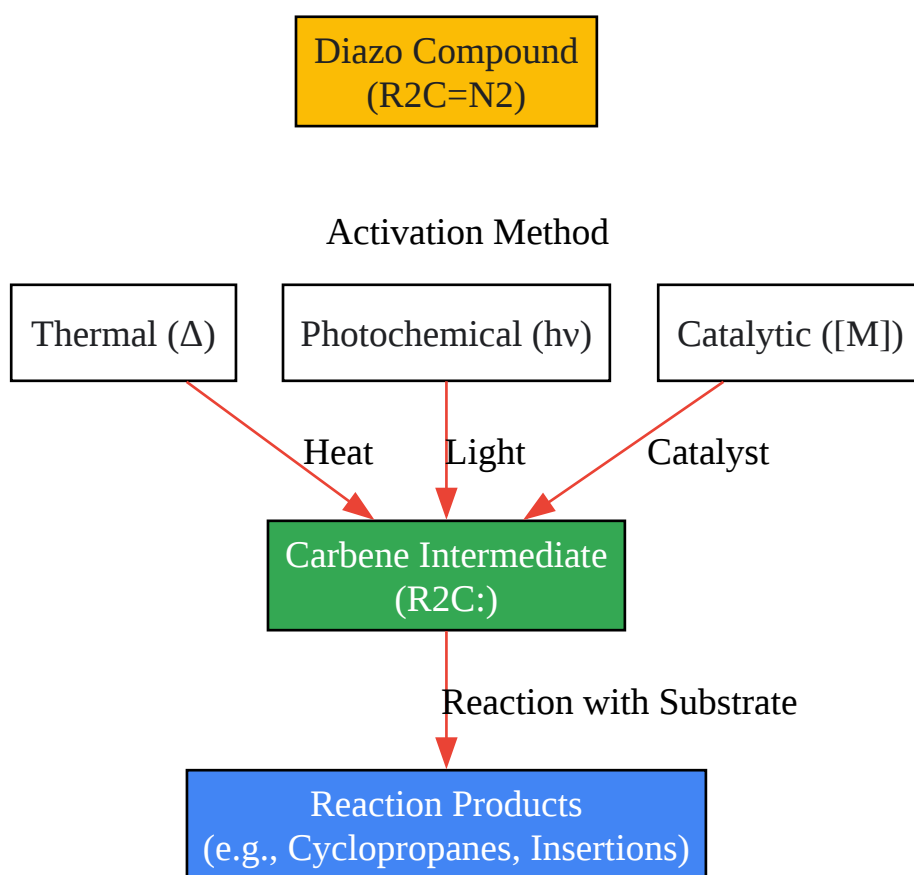 Diazo Compound
(R2C=N2)
Activation Method
Thermal (Δ)
Photochemical (hν)
Catalytic ([M])
Heat
Light
Catalyst
Carbene Intermediate
(R2C:)
Reaction with Substrate
Reaction Products
(e.g., Cyclopropanes, Insertions)